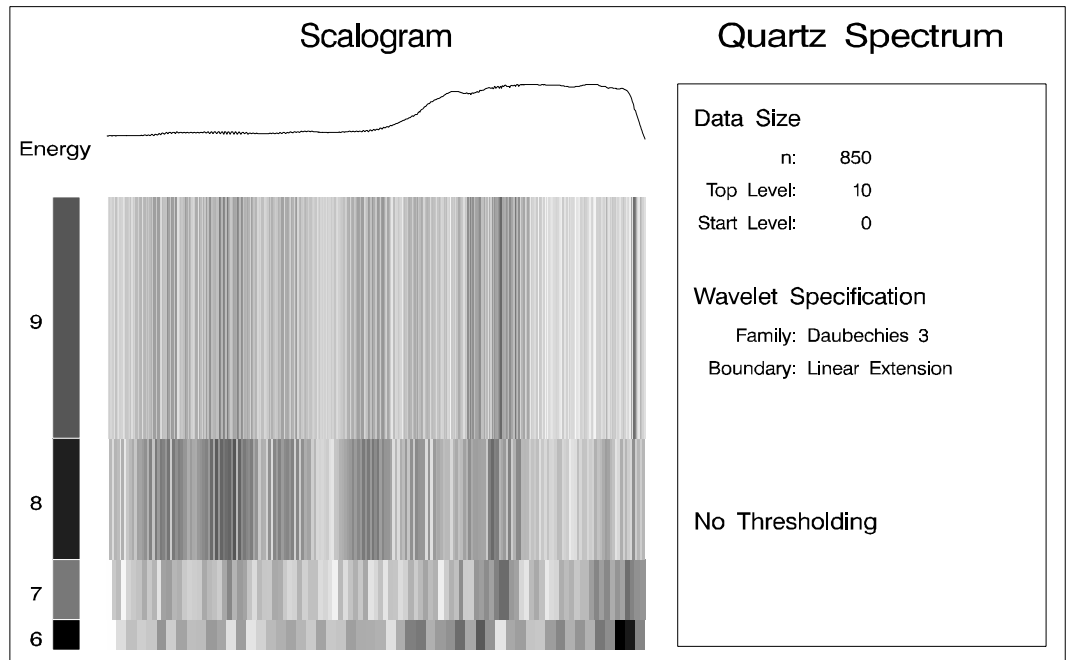 Scalogram
Quartz Spectrum
Energy
9
8
7
6
Data Size
n: 850
Top Level: 10
Start Level: 0
Wavelet Specification
Family: Daubechies 3
Boundary: Linear Extension
No Thresholding